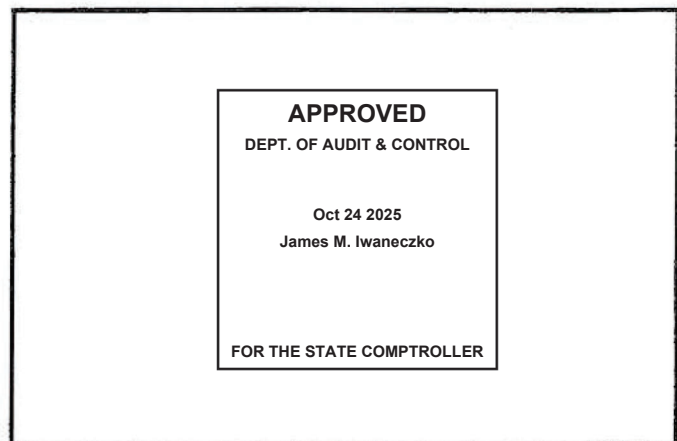 APPROVED
DEPT. OF AUDIT & CONTROL
Oct 24 2025
James M. Iwaneczko
FOR THE STATE COMPTROLLER